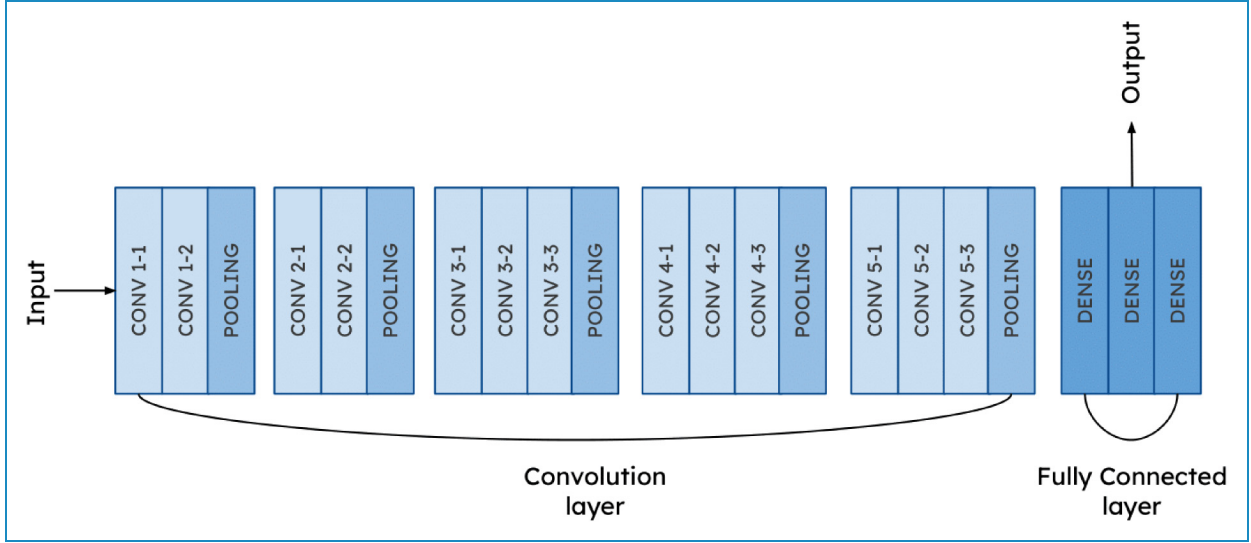 Input
CONV 1-1
CONV 1-2
POOLING
CONV 2-1
CONV 2-2
POOLING
CONV 3-1
CONV 3-2
CONV 3-3
POOLING
CONV 4-1
CONV 4-2
CONV 4-3
POOLING
CONV 5-1
CONV 5-2
CONV 5-3
POOLING
DENSE
DENSE
DENSE
Output
Convolution
layer
Fully Connected
layer